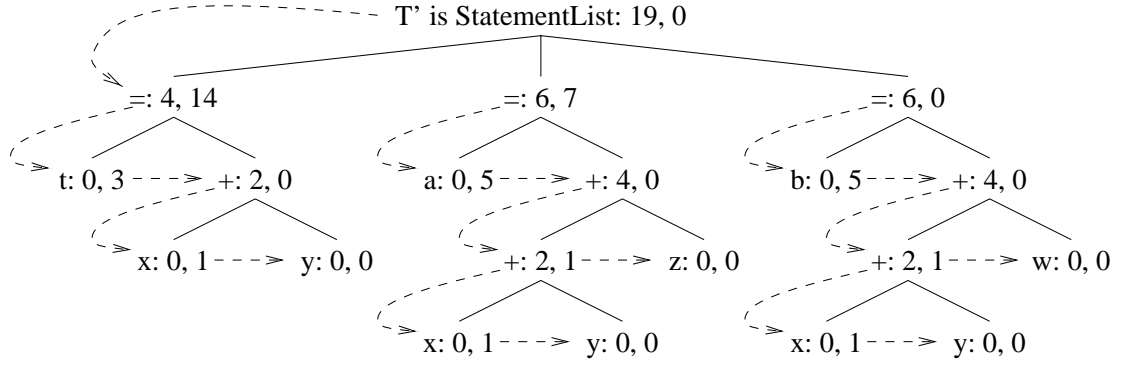 T’ is StatementList: 19, 0
=: 4, 14 =: 6, 7 =: 6, 0
t: 0, 3 +: 2, 0 a: 0, 5 +: 4, 0 b: 0, 5 +: 4, 0
x: 0, 1 y: 0, 0 +: 2, 1 z: 0, 0 +: 2, 1 w: 0, 0
x: 0, 1 y: 0, 0 x: 0, 1 y: 0, 0